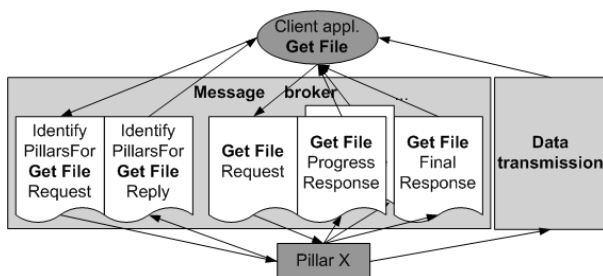 Client appl.
Get File
Message broker
...
Identify
PillarsFor
Get File
Request
Identify
PillarsFor
Get File
Reply
Get File
Request
Get File
Progress
Response
Get File
Final
Response
Data
transmission
Pillar X